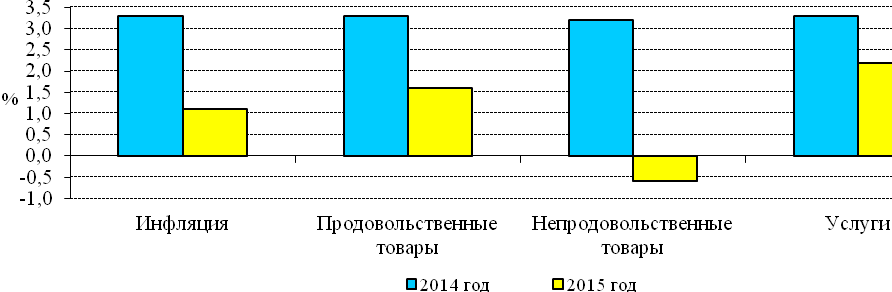 3,5
3,0
2,5
2,0
%
1,5
1,0
0,5
0,0
-0,5
-1,0
Инфляция
Продовольственные
товары
Непродовольственные
товары
Услуги
2014 год
2015 год